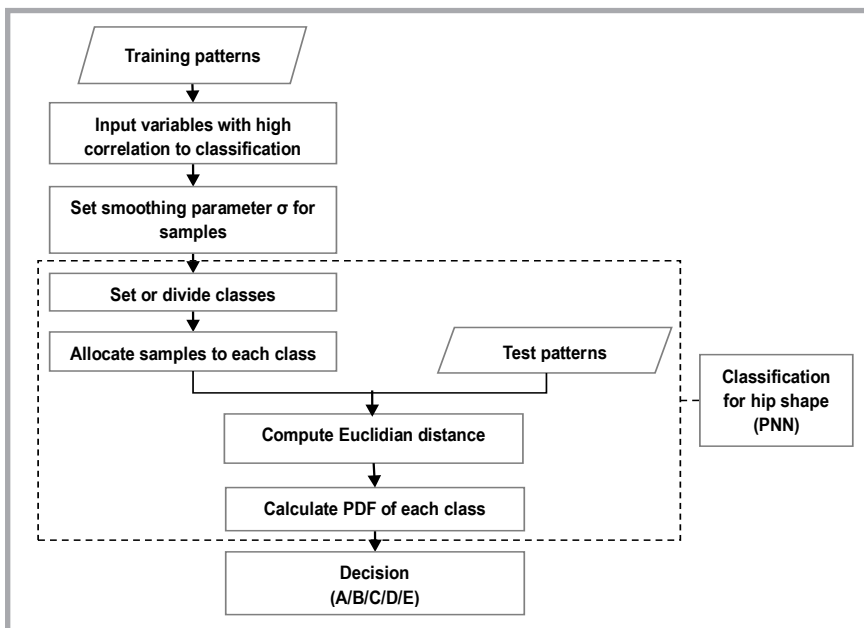 Training patterns
Input variables with high
correlation to classification
Set smoothing parameter σ for
samples
Set or divide classes
Allocate samples to each class
Test patterns
Classification
for hip shape
(PNN)
Compute Euclidian distance
Calculate PDF of each class
Decision
(A/B/C/D/E)